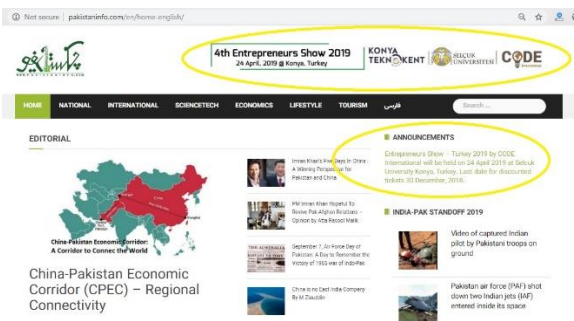 Not secure | pakistaninfo.com/en/home-english/
4th Entrepreneurs Show 2019
24 April, 2019 @ Konya, Turkey
KONYA
TEKNOKENT
SELÇUK
ÜNİVERSİTESİ
CODE
HOME NATIONAL INTERNATIONAL SCIENCETECH ECONOMICS LIFESTYLE TOURISM فارسی Search ...
EDITORIAL
China-Pakistan Economic Corridor:
A Corridor to Connect the World
China-Pakistan Economic
Corridor (CPEC) – Regional
Connectivity
Imran Khan's Five Days In China :
A Winning Perspective for
Pakistan and China
PM Imran Khan Hopeful To
Revive Pak-Afghan Relations –
Opinion by Atta Rasool Malik
September 7, Air Force Day of
Pakistan: A Day to Remember the
Victory of 1965 war of Indo-Pak
China is no East India Company
By M Ziauddin
ANNOUNCEMENTS
Entrepreneurs Show – Turkey 2019 by CODE
International will be held on 24 April 2019 at Selcuk
University Konya, Turkey. Last date for discounted
tickets 30 December, 2018.
INDIA-PAK STANDOFF 2019
Video of captured Indian
pilot by Pakistani troops on
ground
Pakistan air force (PAF) shot
down two Indian jets (IAF)
entered inside its space